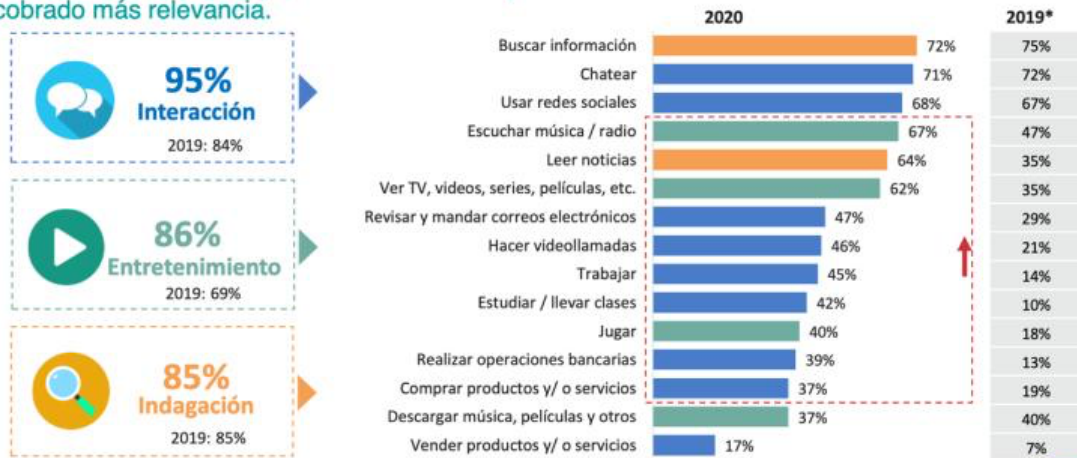 cobrado más relevancia.
95%
Interacción
2019: 84%
86%
Entretenimiento
2019: 69%
85%
Indagación
2019: 85%
2020 2019*
Buscar información 72% 75%
Chatear 71% 72%
Usar redes sociales 68% 67%
Escuchar música / radio 67% 47%
Leer noticias 64% 35%
Ver TV, videos, series, películas, etc. 62% 35%
Revisar y mandar correos electrónicos 47% 29%
Hacer videollamadas 46% 21%
Trabajar 45% 14%
Estudiar / llevar clases 42% 10%
Jugar 40% 18%
Realizar operaciones bancarias 39% 13%
Comprar productos y/ o servicios 37% 19%
Descargar música, películas y otros 37% 40%
Vender productos y/ o servicios 17% 7%